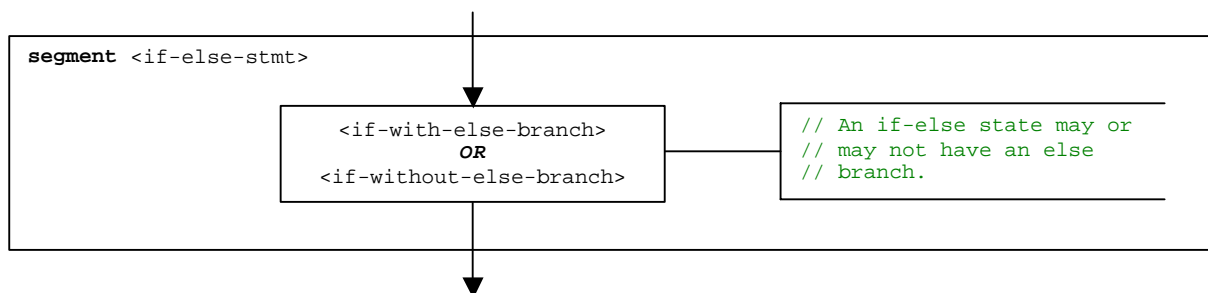 segment <if-else-stmt>
<if-with-else-branch>
OR
<if-without-else-branch>
// An if-else state may or
// may not have an else
// branch.